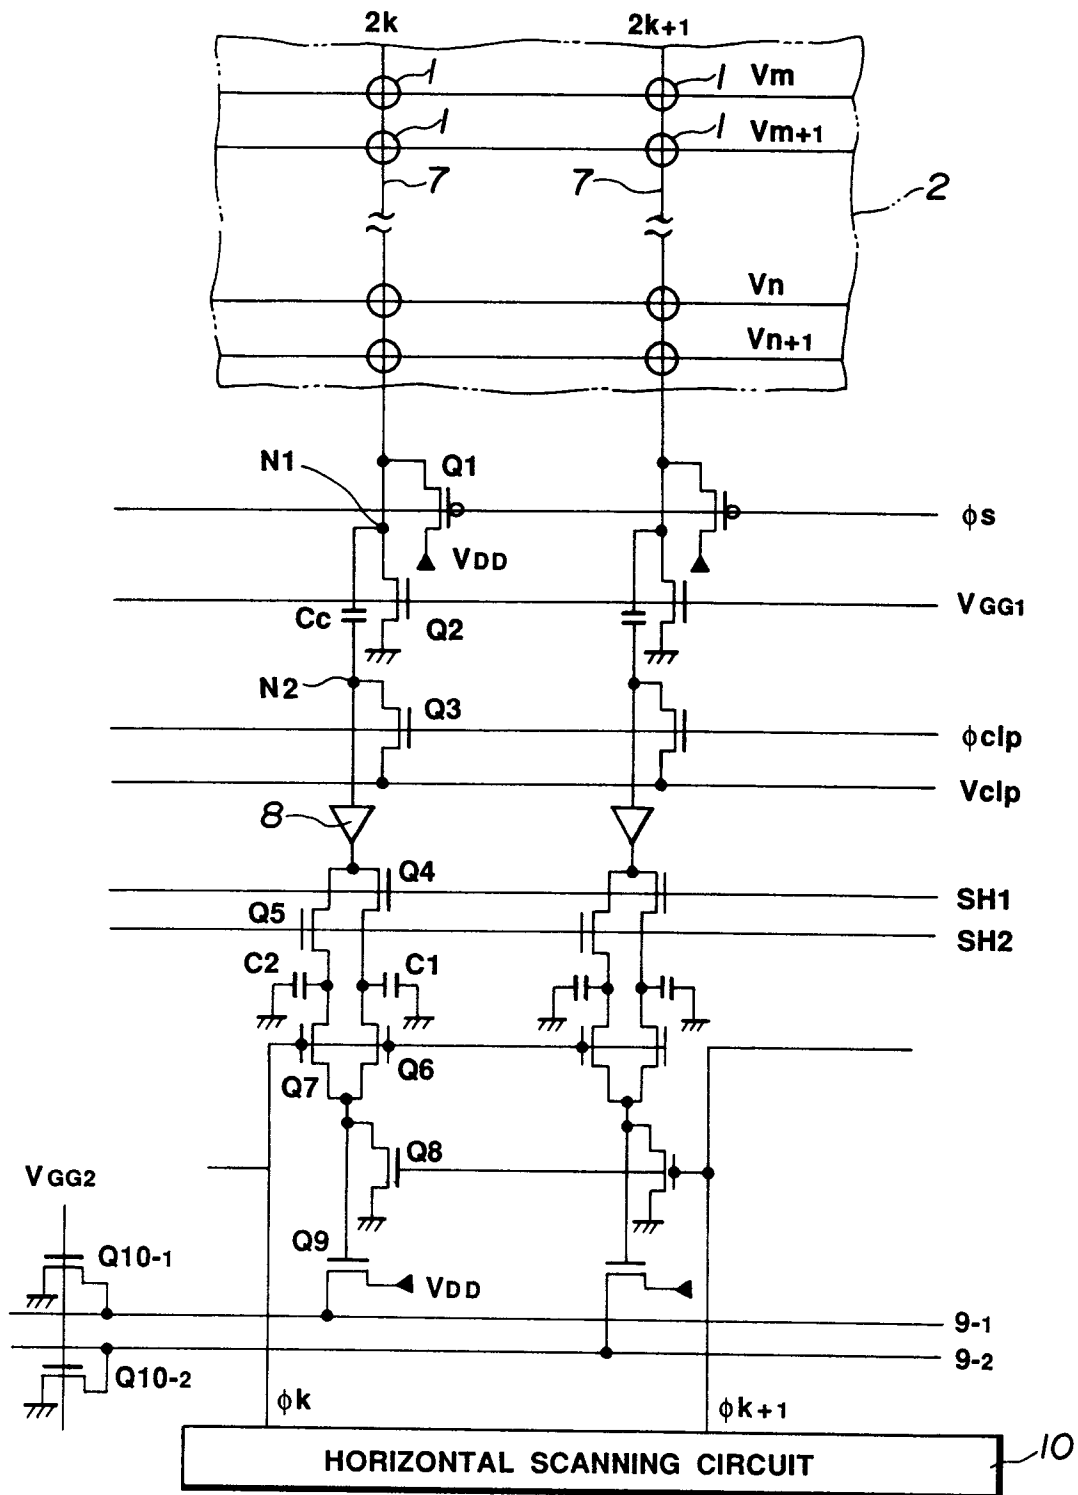 2k 2k+1
1 1 Vm
1 1 Vm+1
7 7 2
Vn
Vn+1
N1 Q1
ϕs
VDD
Cc Q2 VGG1
N2 Q3
ϕclp
Vclp
8
Q4
SH1
Q5
SH2
C2 C1
Q7 Q6
Q8
VGG2
Q9
Q10-1
VDD
9-1
9-2
Q10-2
ϕk ϕk+1
HORIZONTAL SCANNING CIRCUIT 10